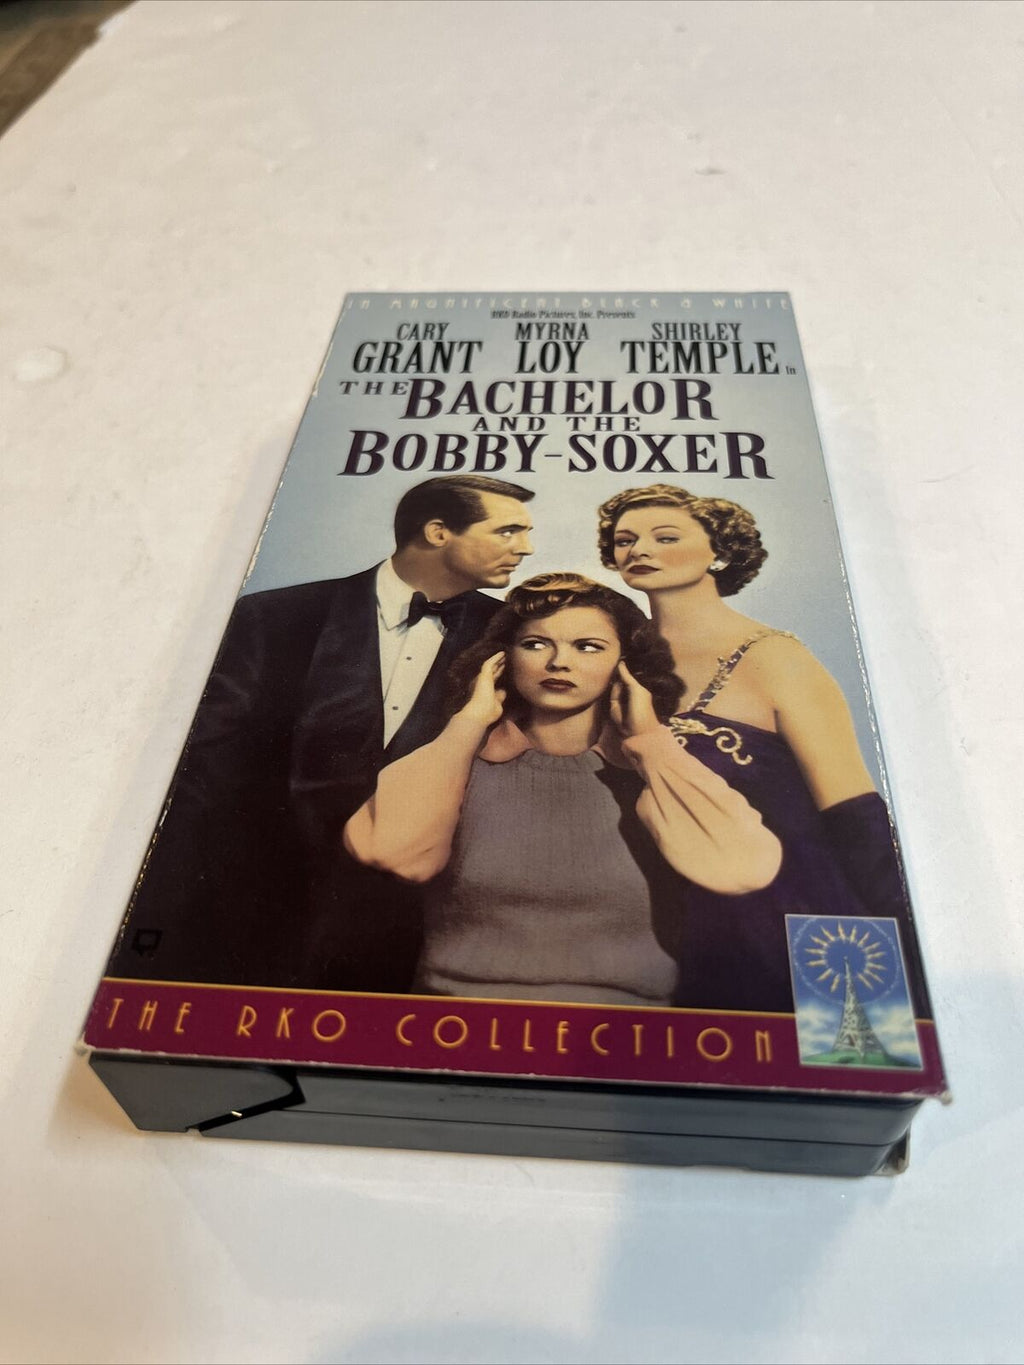 IN MAGNIFICENT BLACK & WHITE
RKO Radio Pictures, Inc. Presents
CARY MYRNA SHIRLEY
GRANT LOY TEMPLE In
THE BACHELOR
AND THE
BOBBY-SOXER
THE RKO COLLECTION